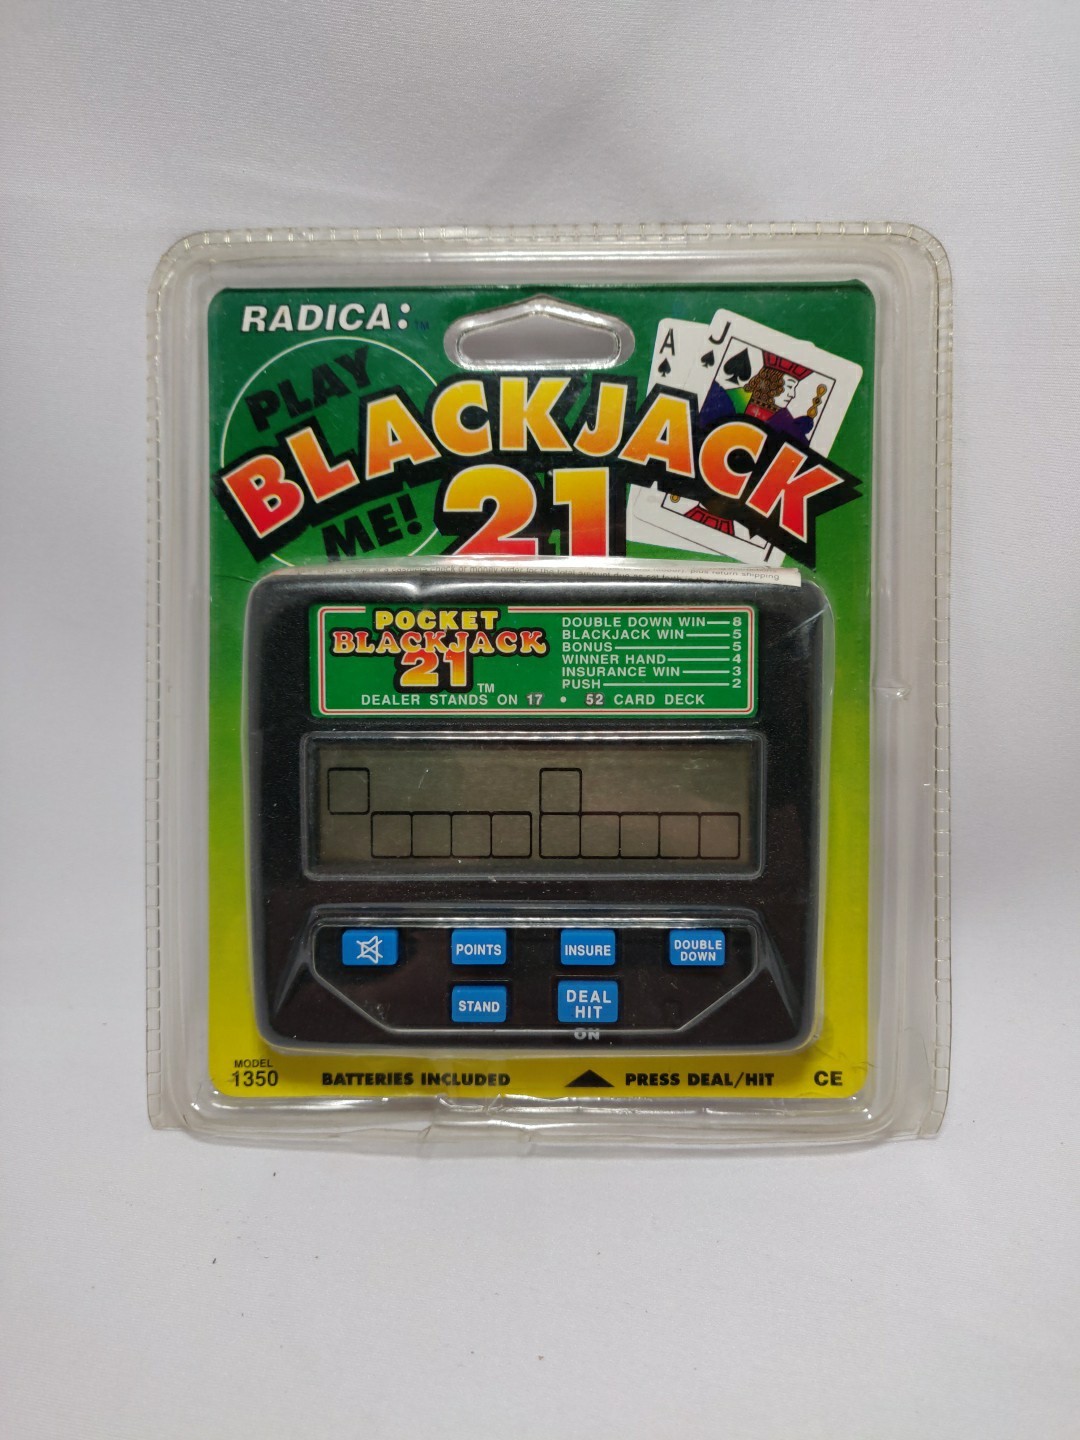 RADICA:™
PLAY
ME!
A
J
BLACKJACK
21
POCKET
BLACKJACK
21™
DOUBLE DOWN WIN—8
BLACKJACK WIN—5
BONUS—5
WINNER HAND—4
INSURANCE WIN—3
PUSH—2
DEALER STANDS ON 17 • 52 CARD DECK
POINTS
INSURE
DOUBLE
DOWN
STAND
DEAL
HIT
ON
MODEL
1350
BATTERIES INCLUDED
PRESS DEAL/HIT
CE